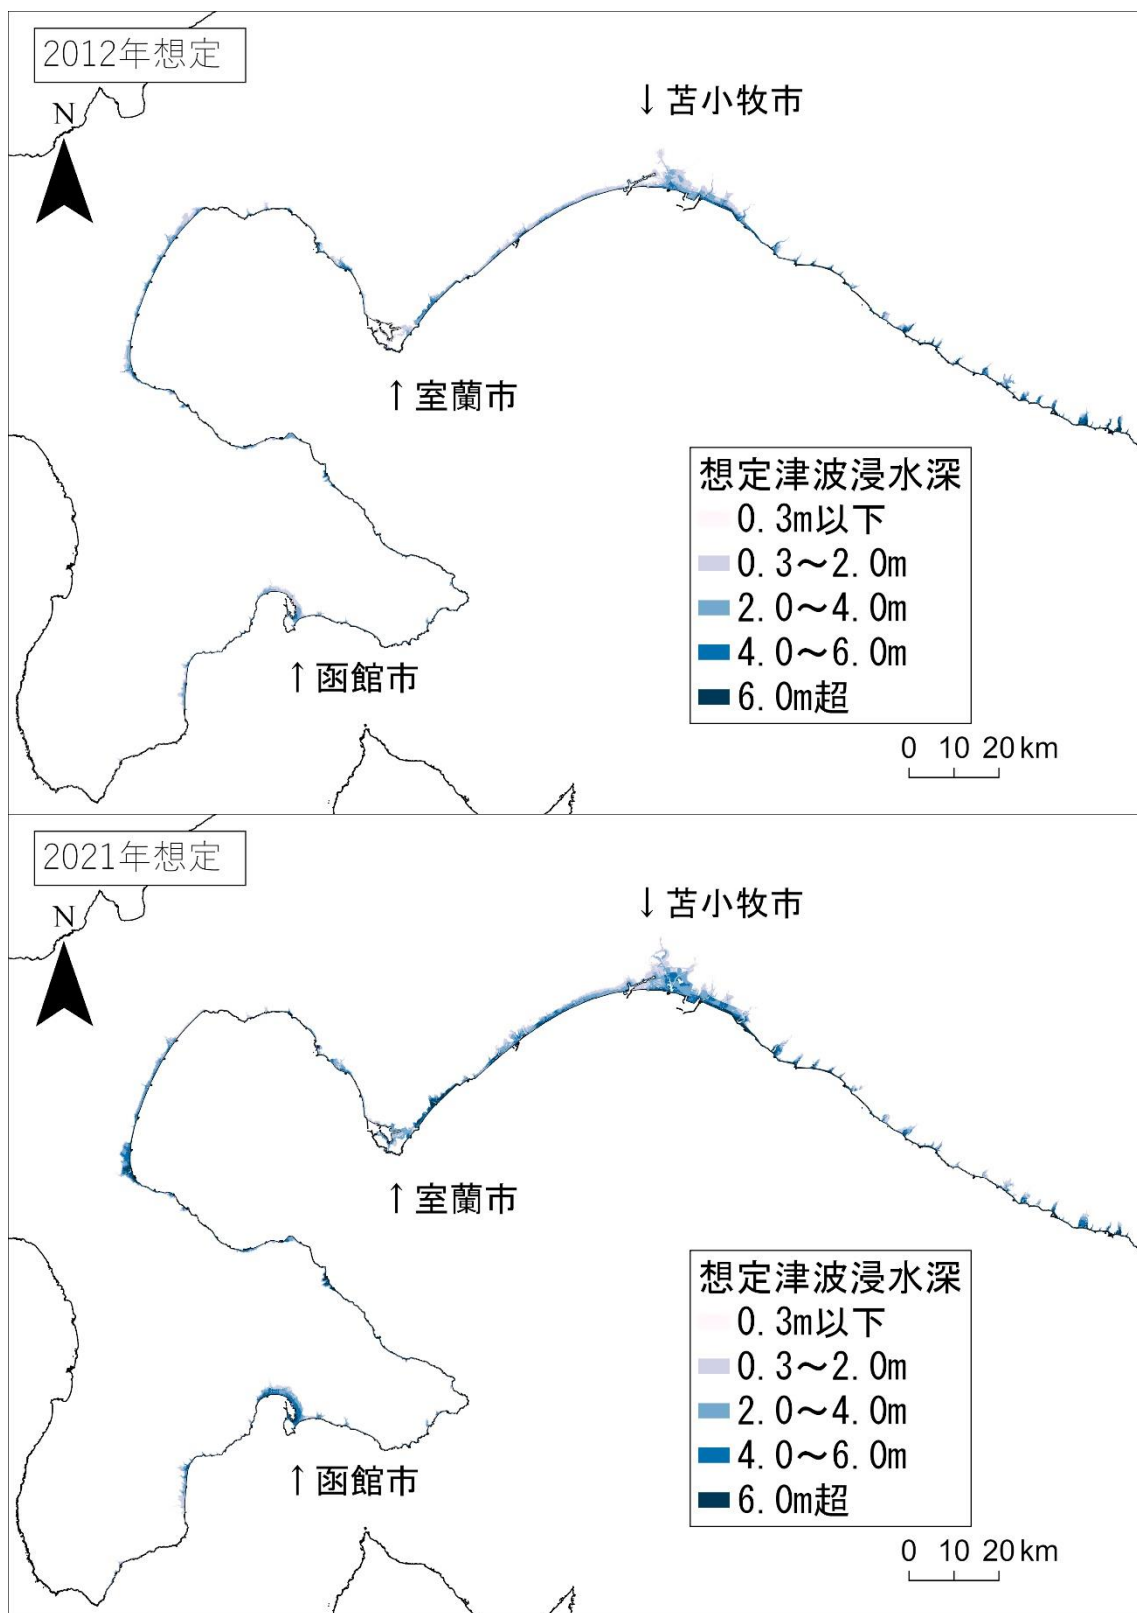 2012年想定
N
↓苫小牧市
↑室蘭市
想定津波浸水深
0.3m以下
0.3～2.0m
2.0～4.0m
4.0～6.0m
6.0m超
↑函館市
0 10 20km
2021年想定
N
↓苫小牧市
↑室蘭市
想定津波浸水深
0.3m以下
0.3～2.0m
2.0～4.0m
4.0～6.0m
6.0m超
↑函館市
0 10 20km